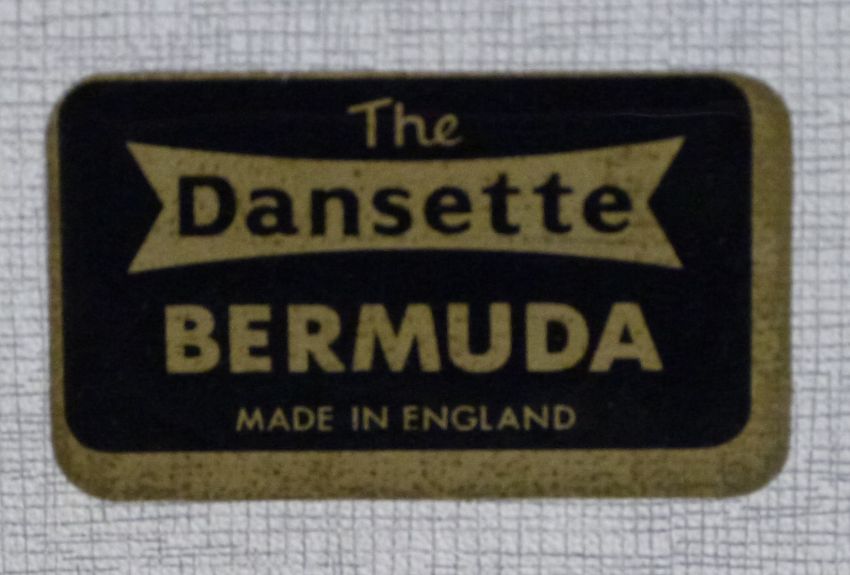 The
Dansette
BERMUDA
MADE IN ENGLAND